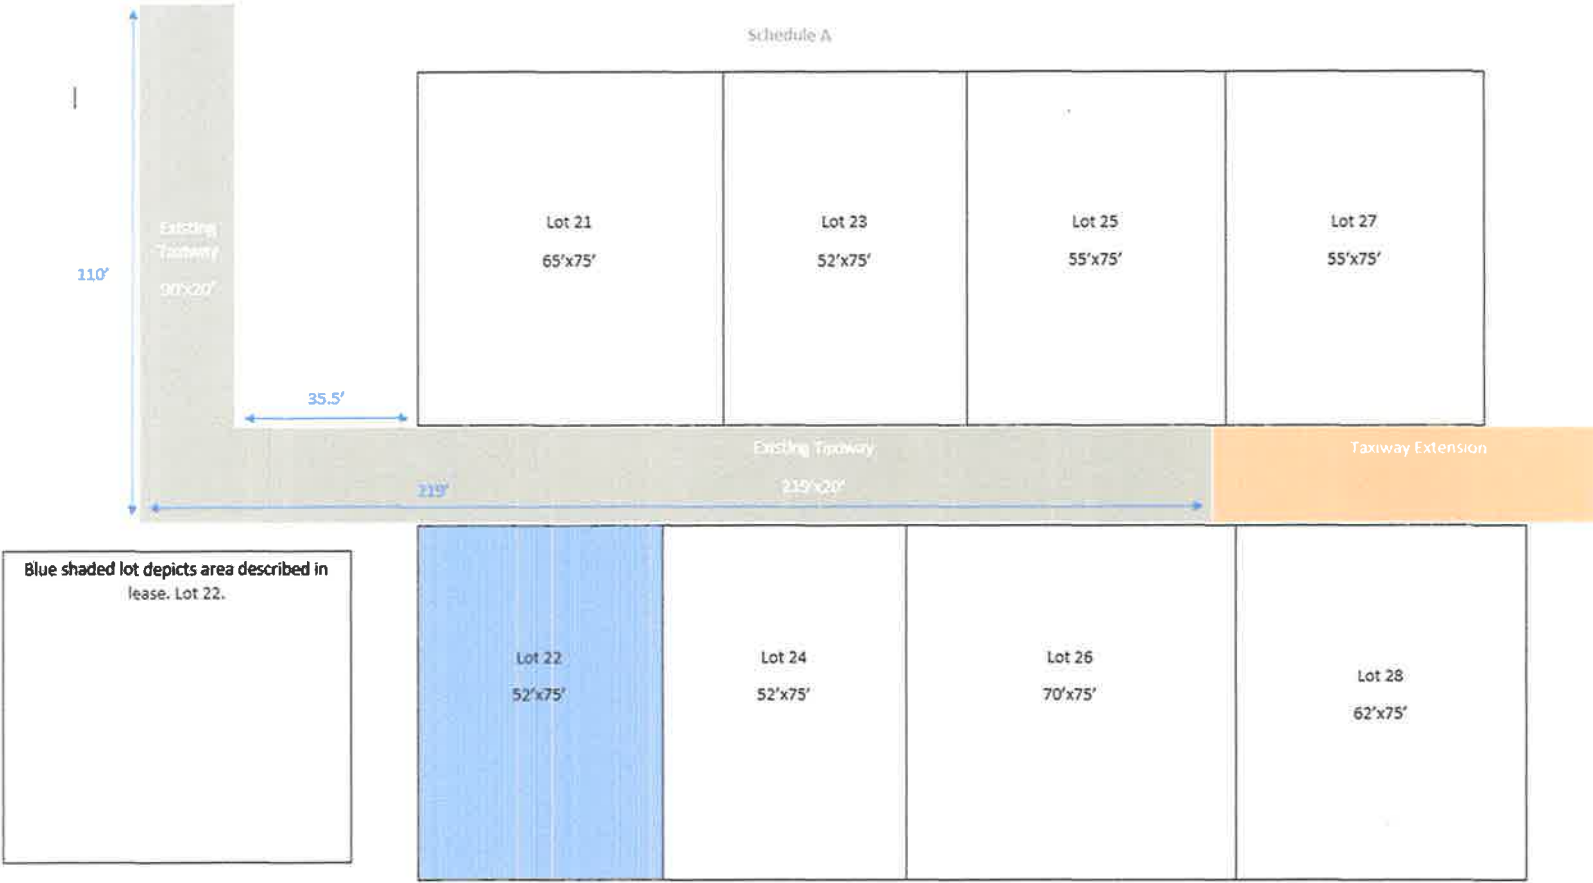 Schedule A
Lot 21
65'x75'
Lot 23
52'x75'
Lot 25
55'x75'
Lot 27
55'x75'
Existing
Taxiway
90'x20'
110'
35.5'
Existing Taxiway
219'x20'
219'
Taxiway Extension
Blue shaded lot depicts area described in
lease. Lot 22.
Lot 22
52'x75'
Lot 24
52'x75'
Lot 26
70'x75'
Lot 28
62'x75'